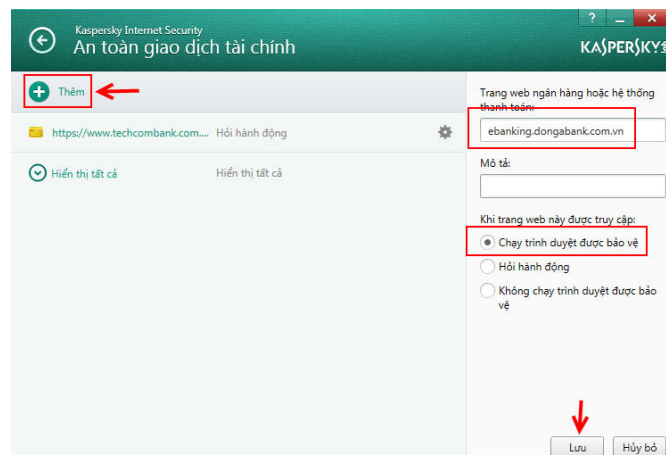 Kaspersky Internet Security
An toàn giao dịch tài chính
KASPERSKY
Thêm
Trang web ngân hàng hoặc hệ thống
thanh toán:
https://www.techcombank.com.... Hỏi hành động
ebanking.dongabank.com.vn
Mô tả:
Hiển thị tất cả Hiển thị tất cả
Khi trang web này được truy cập:
Chạy trình duyệt được bảo vệ
Hỏi hành động
Không chạy trình duyệt được bảo
vệ
Lưu Hủy bỏ